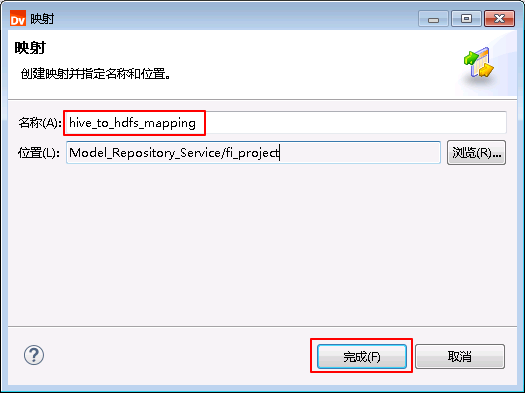 Dv 映射
映射
创建映射并指定名称和位置。
名称(A): hive_to_hdfs_mapping
位置(L): Model_Repository_Service/fi_project 浏览(R)...
? 完成(F) 取消